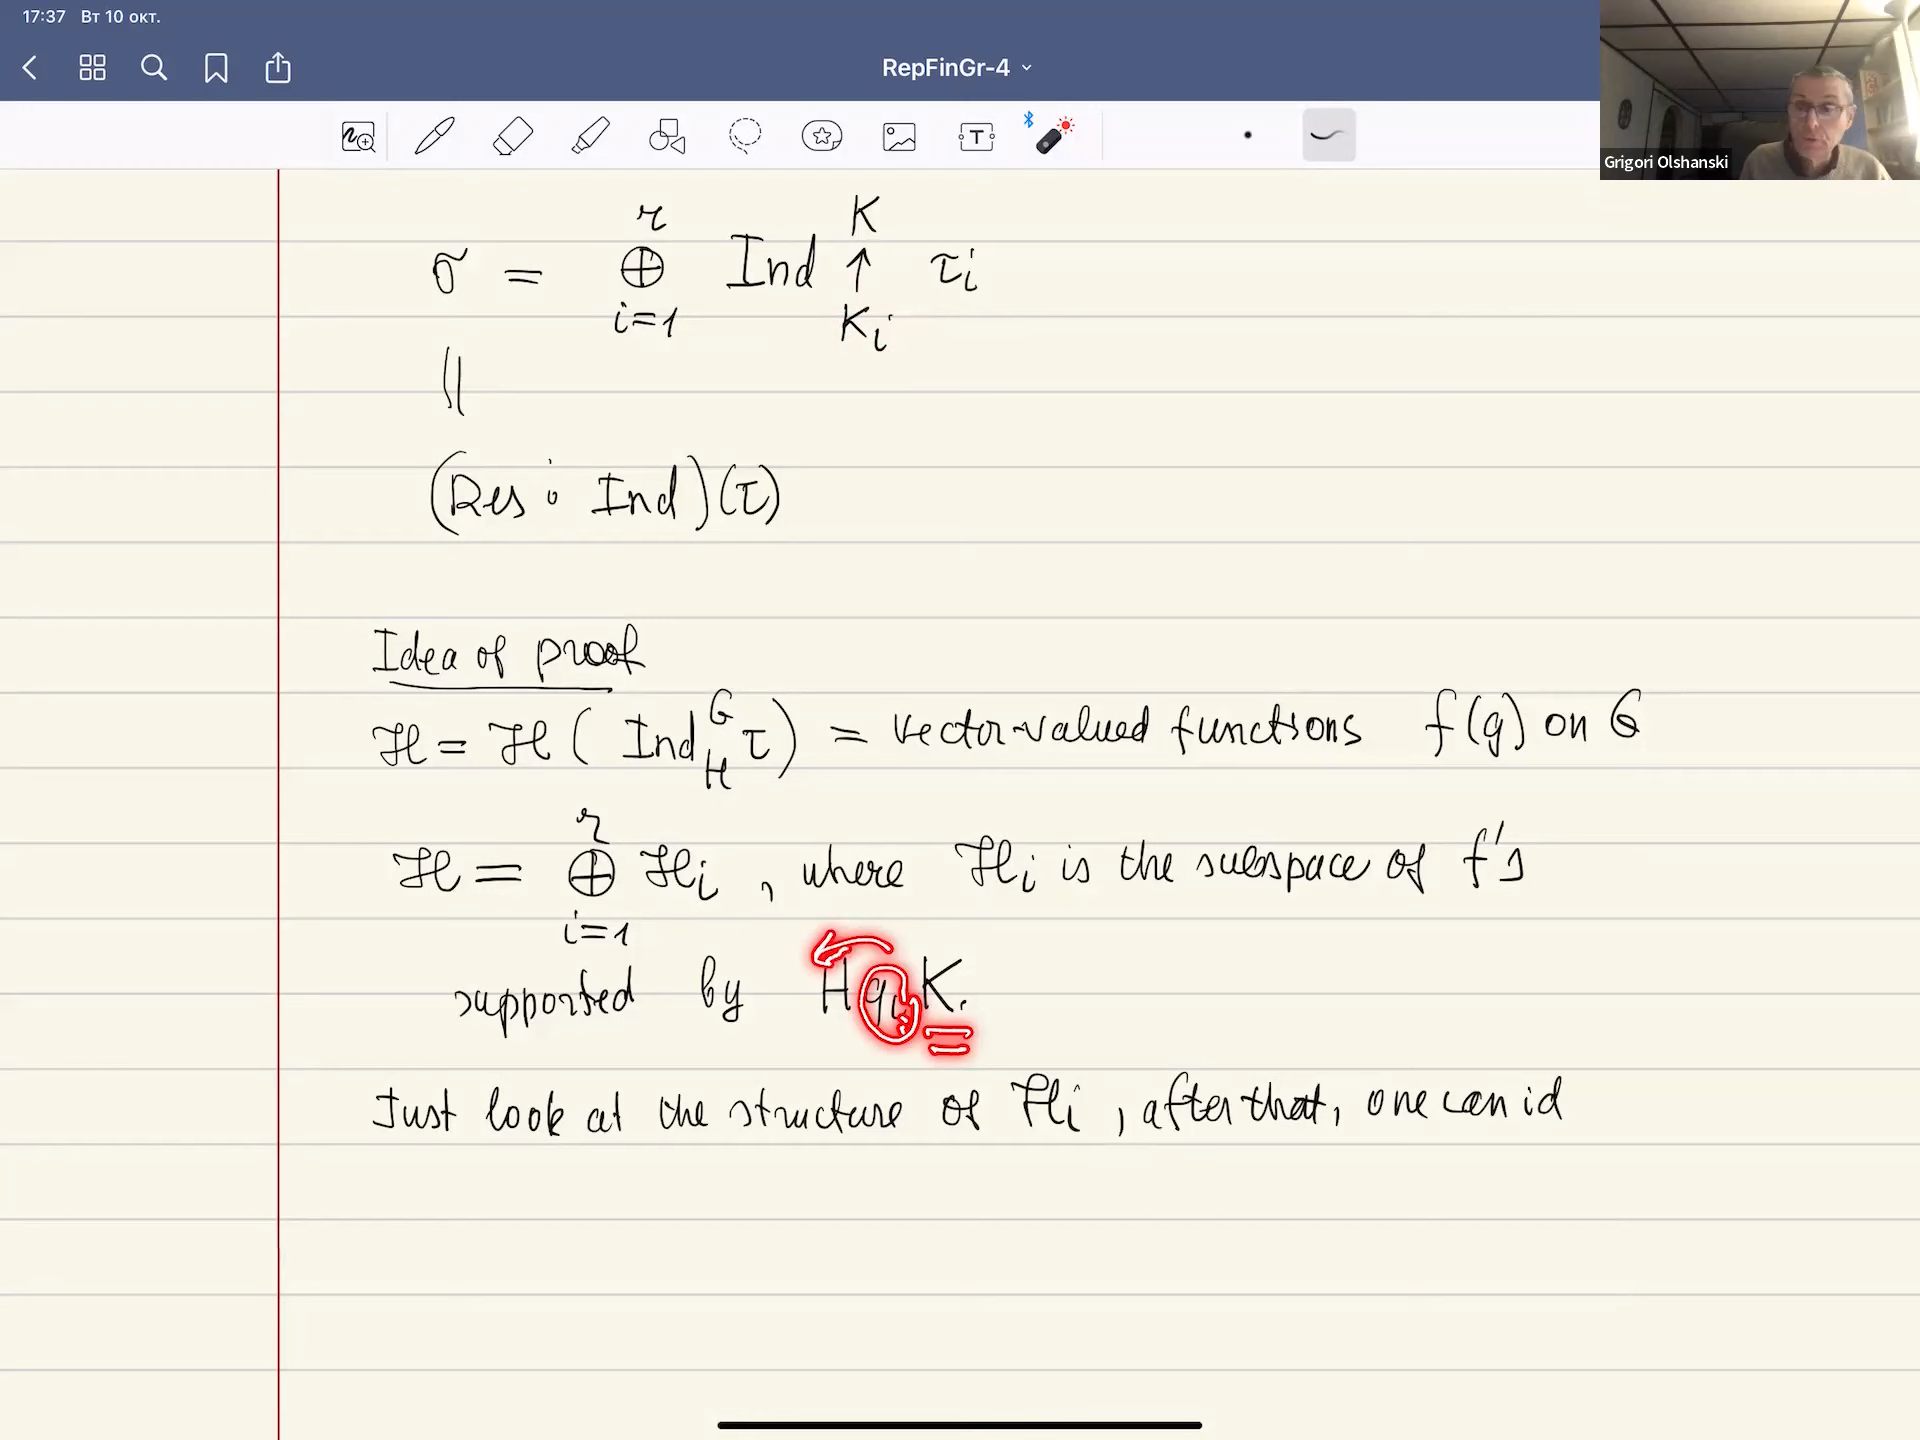 17:37 Вт 10 окт.
RepFinGr-4
Grigori Olshanski
σ = ⊕_{i=1}^{r} Ind ↑_{K_i}^{K} τ_i
||
(Res ∘ Ind)(τ)
Idea of proof
ℋ = ℋ( Ind_H^G τ ) = vector-valued functions f(g) on G
ℋ = ⊕_{i=1}^{r} ℋ_i , where ℋ_i is the subspace of f's
supported by H g_i K.
Just look at the structure of ℋ_i , after that, one can id